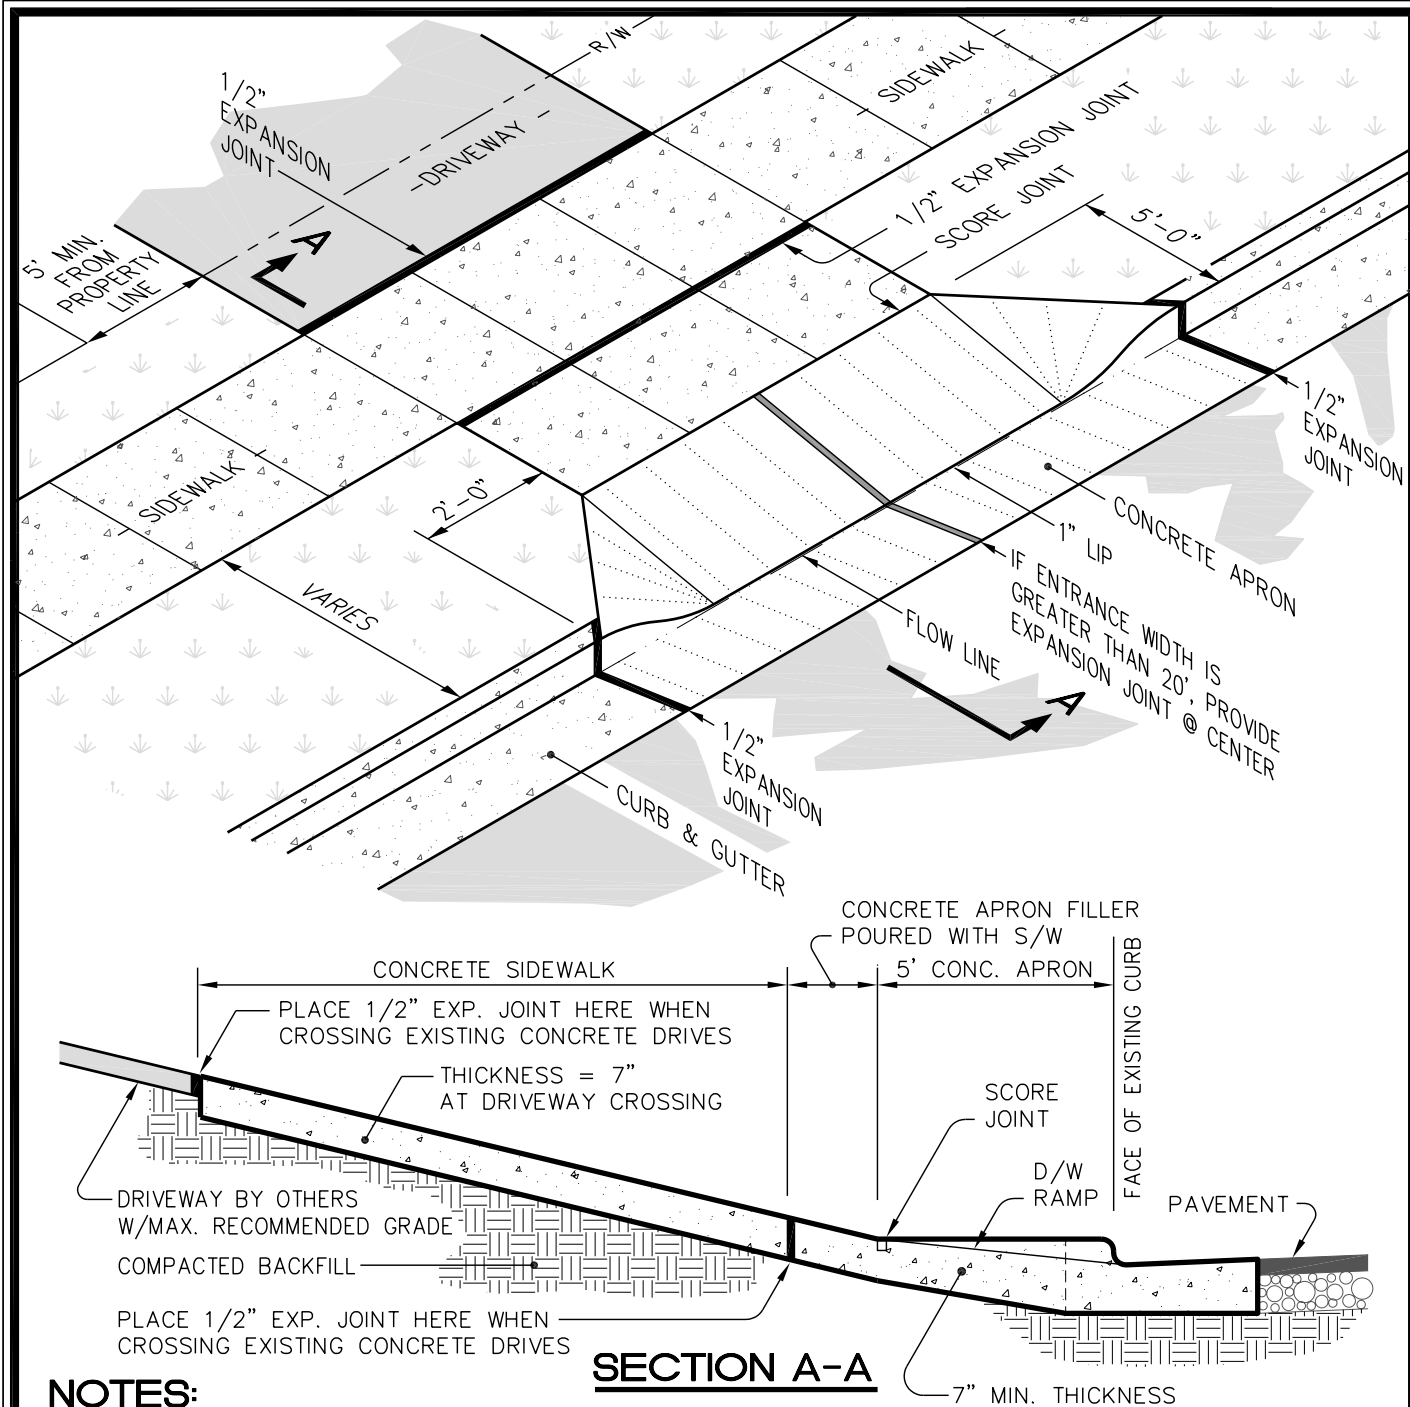 R/W
1/2"
EXPANSION
JOINT
DRIVEWAY
SIDEWALK
1/2" EXPANSION JOINT
SCORE JOINT
5'-0"
A
5' MIN.
FROM
PROPERTY
LINE
1/2"
EXPANSION
JOINT
SIDEWALK
2'-0"
VARIES
CONCRETE APRON
1" LIP
IF ENTRANCE WIDTH IS
GREATER THAN 20', PROVIDE
EXPANSION JOINT @ CENTER
FLOW LINE
A
1/2"
EXPANSION
JOINT
CURB & GUTTER
CONCRETE APRON FILLER
POURED WITH S/W
CONCRETE SIDEWALK
5' CONC. APRON
FACE OF EXISTING CURB
PLACE 1/2" EXP. JOINT HERE WHEN
CROSSING EXISTING CONCRETE DRIVES
THICKNESS = 7"
AT DRIVEWAY CROSSING
SCORE
JOINT
D/W
RAMP
PAVEMENT
DRIVEWAY BY OTHERS
W/MAX. RECOMMENDED GRADE
COMPACTED BACKFILL
PLACE 1/2" EXP. JOINT HERE WHEN
CROSSING EXISTING CONCRETE DRIVES
SECTION A-A
7" MIN. THICKNESS
NOTES: